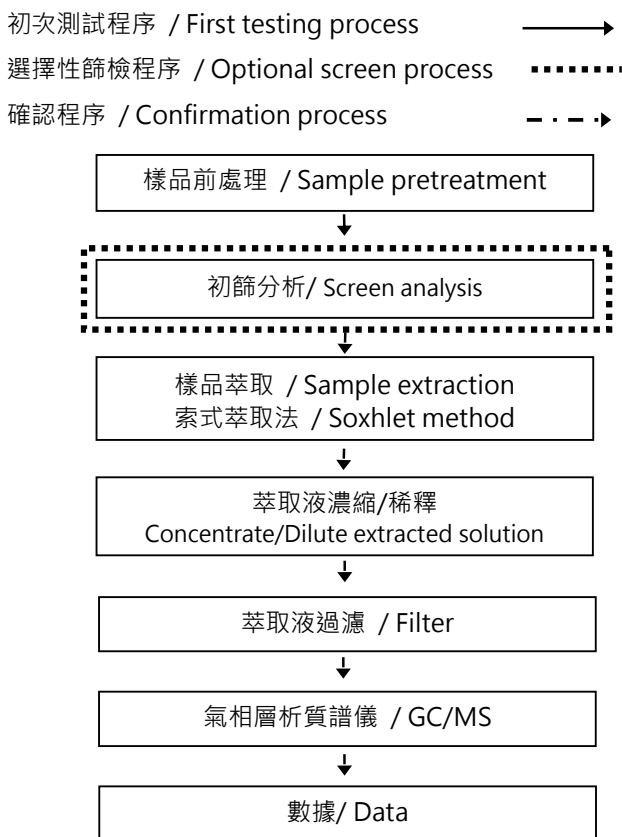 初次測試程序 / First testing process
選擇性篩檢程序 / Optional screen process
確認程序 / Confirmation process
樣品前處理 / Sample pretreatment
初篩分析/ Screen analysis
樣品萃取 / Sample extraction
索式萃取法 / Soxhlet method
萃取液濃縮/稀釋
Concentrate/Dilute extracted solution
萃取液過濾 / Filter
氣相層析質譜儀 / GC/MS
數據/ Data